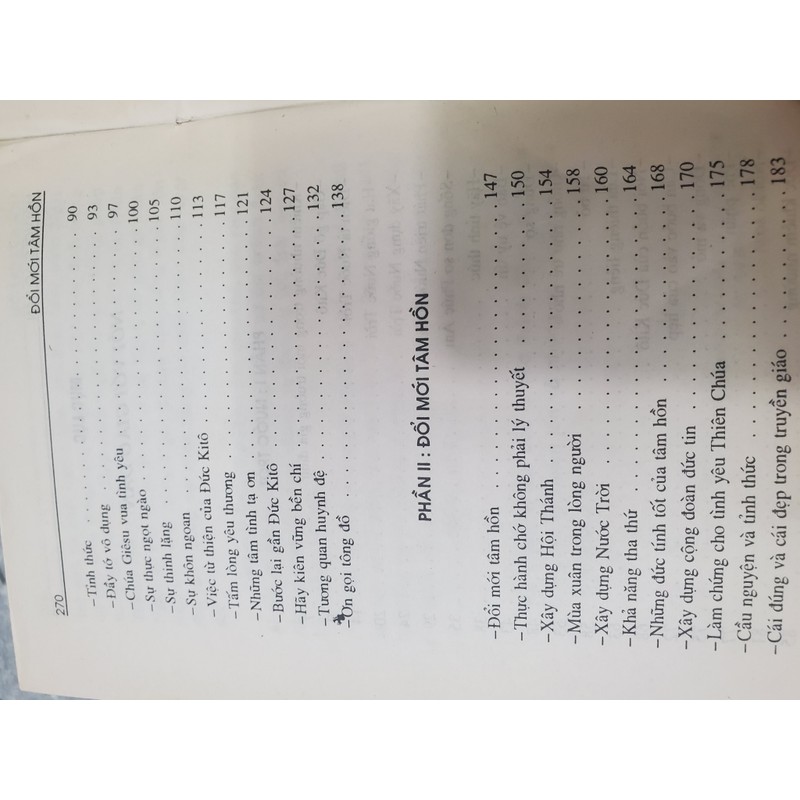 270 ĐỔI MỚI TÂM HỒN
–Tỉnh thức . . . . . . . . . . . . . . . . . . . . . 90
–Đầy tớ vô dụng . . . . . . . . . . . . . . . . . . 93
–Chúa Giêsu vua tình yêu . . . . . . . . . . . . . . 97
–Sự thực ngọt ngào . . . . . . . . . . . . . . . . . 100
–Sự thinh lặng . . . . . . . . . . . . . . . . . . . 105
–Sự khôn ngoan . . . . . . . . . . . . . . . . . . . 110
–Việc từ thiện của Đức Kitô . . . . . . . . . . . . 113
–Tấm lòng yêu thương . . . . . . . . . . . . . . . . 117
–Những tâm tình tạ ơn . . . . . . . . . . . . . . . 121
–Bước lại gần Đức Kitô . . . . . . . . . . . . . . . 124
–Hãy kiên vững bền chí . . . . . . . . . . . . . . . 127
–Tương quan huynh đệ . . . . . . . . . . . . . . . . 132
–Ơn gọi tông đồ . . . . . . . . . . . . . . . . . . 138
PHẦN II : ĐỔI MỚI TÂM HỒN
–Đổi mới tâm hồn . . . . . . . . . . . . . . . . . . 147
–Thực hành chớ không phải lý thuyết . . . . . . . . . 150
–Xây dựng Hội Thánh . . . . . . . . . . . . . . . . 154
–Mùa xuân trong lòng người . . . . . . . . . . . . . 158
–Xây dựng Nước Trời . . . . . . . . . . . . . . . . 160
–Khả năng tha thứ . . . . . . . . . . . . . . . . . 164
–Những đức tính tốt của tâm hồn . . . . . . . . . . . 168
–Xây dựng cộng đoàn đức tin . . . . . . . . . . . . . 170
–Làm chứng cho tình yêu Thiên Chúa . . . . . . . . . 175
–Cầu nguyện và tỉnh thức . . . . . . . . . . . . . . 178
–Cái đúng và cái đẹp trong truyền giáo . . . . . . . . 183